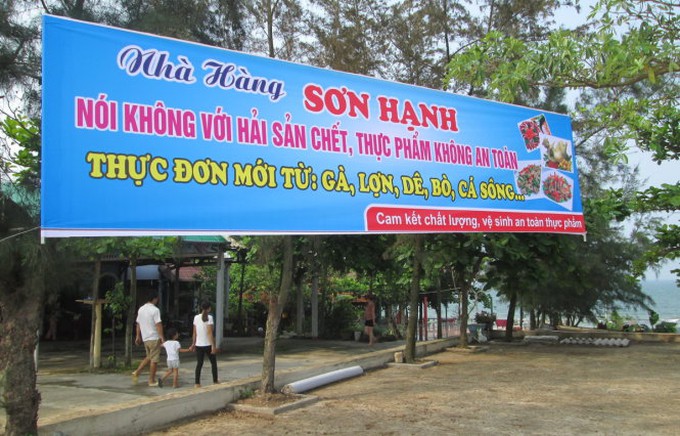 Nhà Hàng SƠN HẠNH
NÓI KHÔNG VỚI HẢI SẢN CHẾT, THỰC PHẨM KHÔNG AN TOÀN
THỰC ĐƠN MỚI TỪ: GÀ, LỢN, DÊ, BÒ, CÁ SÔNG...
Cam kết chất lượng, vệ sinh an toàn thực phẩm